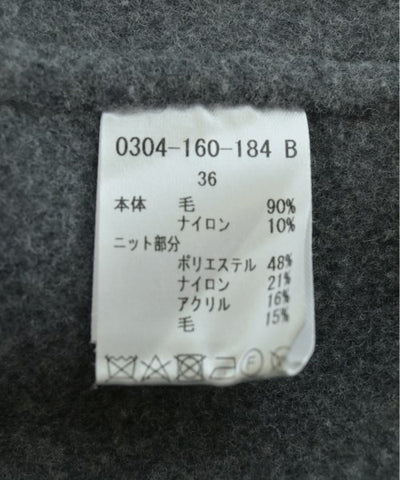 0304-160-184 B
36
本体 毛 90%
ナイロン 10%
ニット部分
ポリエステル 48%
ナイロン 21%
アクリル 16%
毛 15%